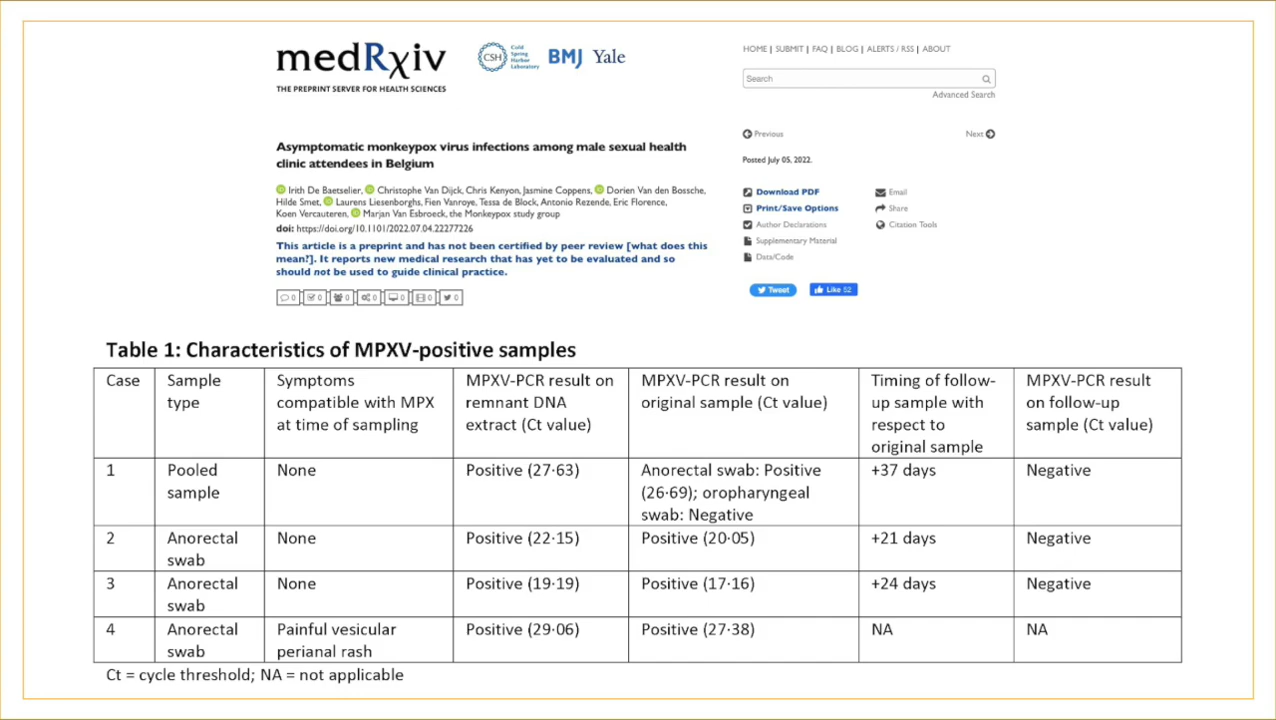 medRxiv
THE PREPRINT SERVER FOR HEALTH SCIENCES
CSH
Cold
Spring
Harbor
Laboratory
BMJ Yale
HOME | SUBMIT | FAQ | BLOG | ALERTS / RSS | ABOUT
Search
Advanced Search
Previous
Next
Posted July 05, 2022.
Asymptomatic monkeypox virus infections among male sexual health
clinic attendees in Belgium
Irith De Baetselier, Christophe Van Dijck, Chris Kenyon, Jasmine Coppens, Dorien Van den Bossche,
Hilde Smet, Laurens Liesenborghs, Fien Vanroye, Tessa de Block, Antonio Rezende, Eric Florence,
Koen Vercauteren, Marjan Van Esbroeck, the Monkeypox study group
doi: https://doi.org/10.1101/2022.07.04.22277226
This article is a preprint and has not been certified by peer review [what does this
mean?]. It reports new medical research that has yet to be evaluated and so
should not be used to guide clinical practice.
0 0 0 0 0 0 0
Download PDF
Print/Save Options
Author Declarations
Supplementary Material
Data/Code
Email
Share
Citation Tools
Tweet
Like 52
Table 1: Characteristics of MPXV-positive samples
Case
Sample
type
Symptoms
compatible with MPX
at time of sampling
MPXV-PCR result on
remnant DNA
extract (Ct value)
MPXV-PCR result on
original sample (Ct value)
Timing of follow-
up sample with
respect to
original sample
MPXV-PCR result
on follow-up
sample (Ct value)
1
Pooled
sample
None
Positive (27·63)
Anorectal swab: Positive
(26·69); oropharyngeal
swab: Negative
+37 days
Negative
2
Anorectal
swab
None
Positive (22·15)
Positive (20·05)
+21 days
Negative
3
Anorectal
swab
None
Positive (19·19)
Positive (17·16)
+24 days
Negative
4
Anorectal
swab
Painful vesicular
perianal rash
Positive (29·06)
Positive (27·38)
NA
NA
Ct = cycle threshold; NA = not applicable